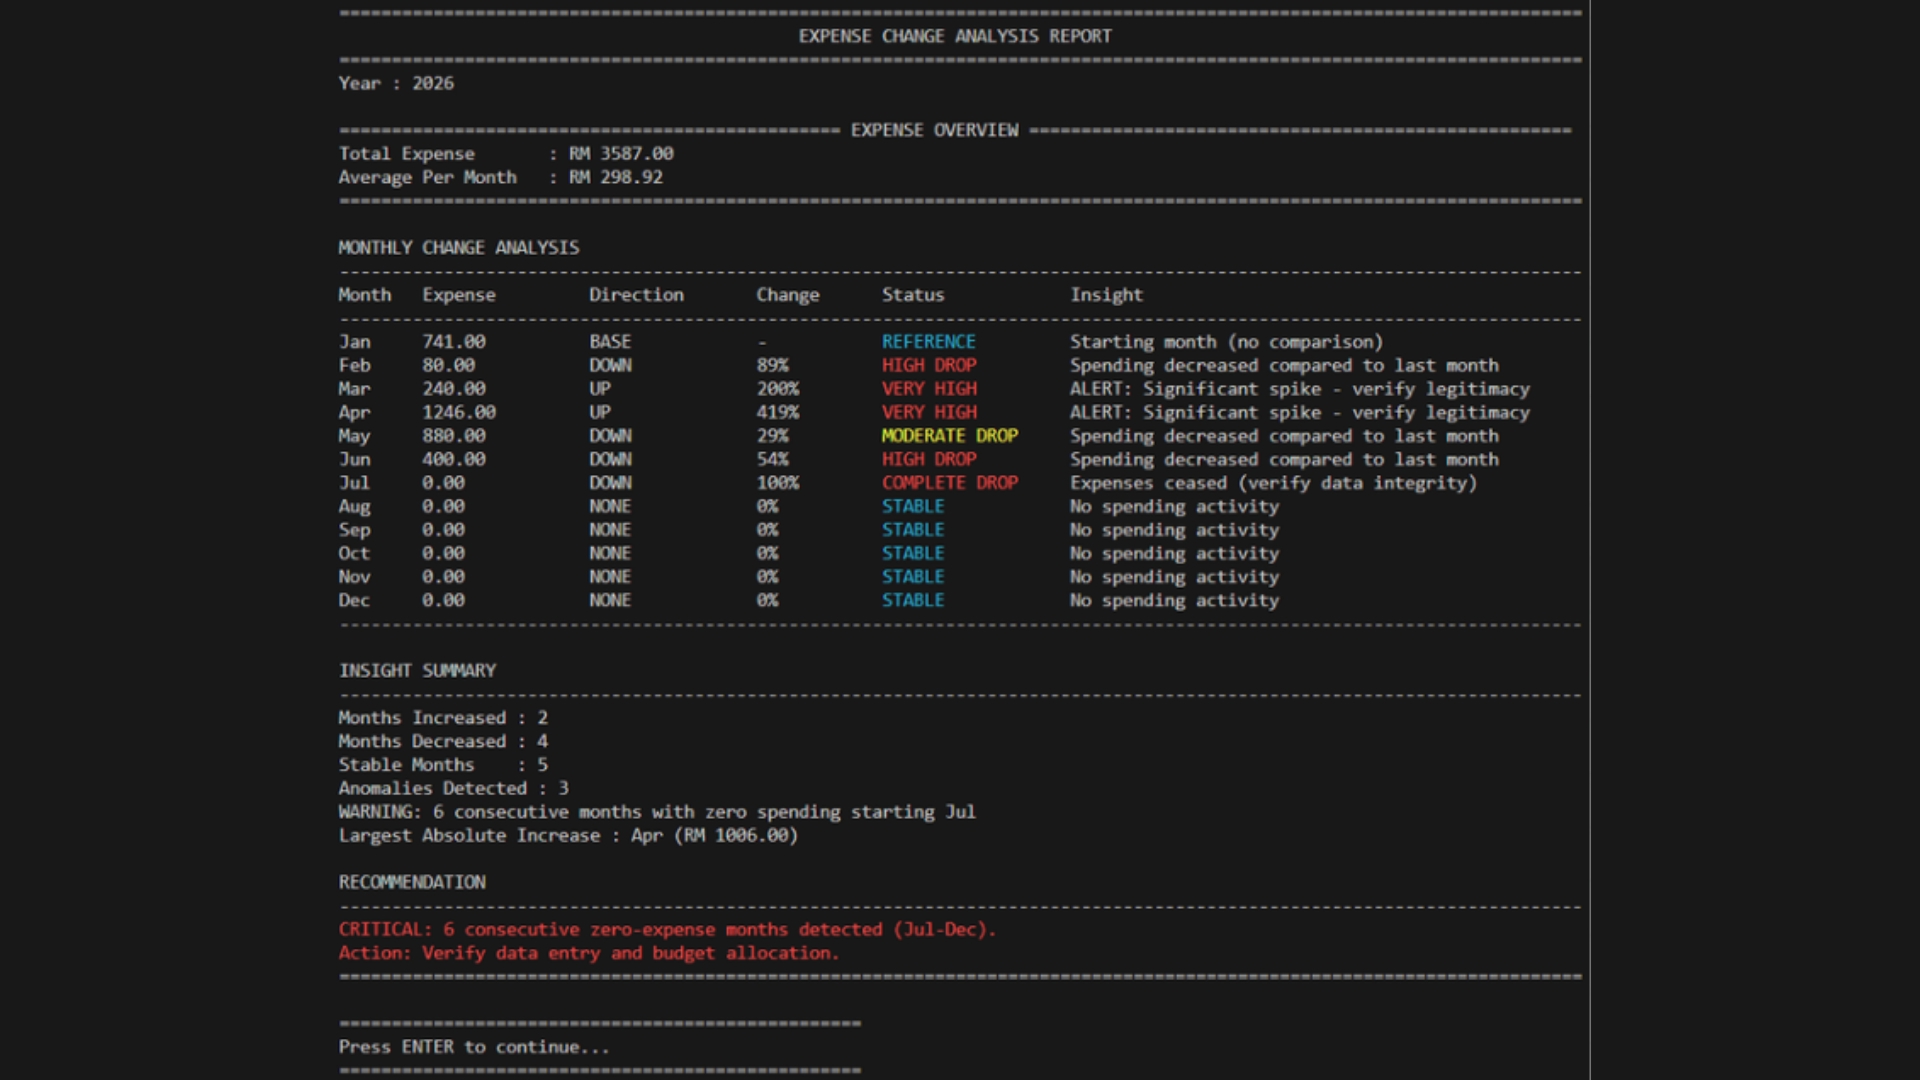 EXPENSE CHANGE ANALYSIS REPORT
Year : 2026
EXPENSE OVERVIEW
Total Expense : RM 3587.00
Average Per Month : RM 298.92
MONTHLY CHANGE ANALYSIS
Month Expense Direction Change Status Insight
Jan 741.00 BASE - REFERENCE Starting month (no comparison)
Feb 80.00 DOWN 89% HIGH DROP Spending decreased compared to last month
Mar 240.00 UP 200% VERY HIGH ALERT: Significant spike - verify legitimacy
Apr 1246.00 UP 419% VERY HIGH ALERT: Significant spike - verify legitimacy
May 880.00 DOWN 29% MODERATE DROP Spending decreased compared to last month
Jun 400.00 DOWN 54% HIGH DROP Spending decreased compared to last month
Jul 0.00 DOWN 100% COMPLETE DROP Expenses ceased (verify data integrity)
Aug 0.00 NONE 0% STABLE No spending activity
Sep 0.00 NONE 0% STABLE No spending activity
Oct 0.00 NONE 0% STABLE No spending activity
Nov 0.00 NONE 0% STABLE No spending activity
Dec 0.00 NONE 0% STABLE No spending activity
INSIGHT SUMMARY
Months Increased : 2
Months Decreased : 4
Stable Months : 5
Anomalies Detected : 3
WARNING: 6 consecutive months with zero spending starting Jul
Largest Absolute Increase : Apr (RM 1006.00)
RECOMMENDATION
CRITICAL: 6 consecutive zero-expense months detected (Jul-Dec).
Action: Verify data entry and budget allocation.
Press ENTER to continue...